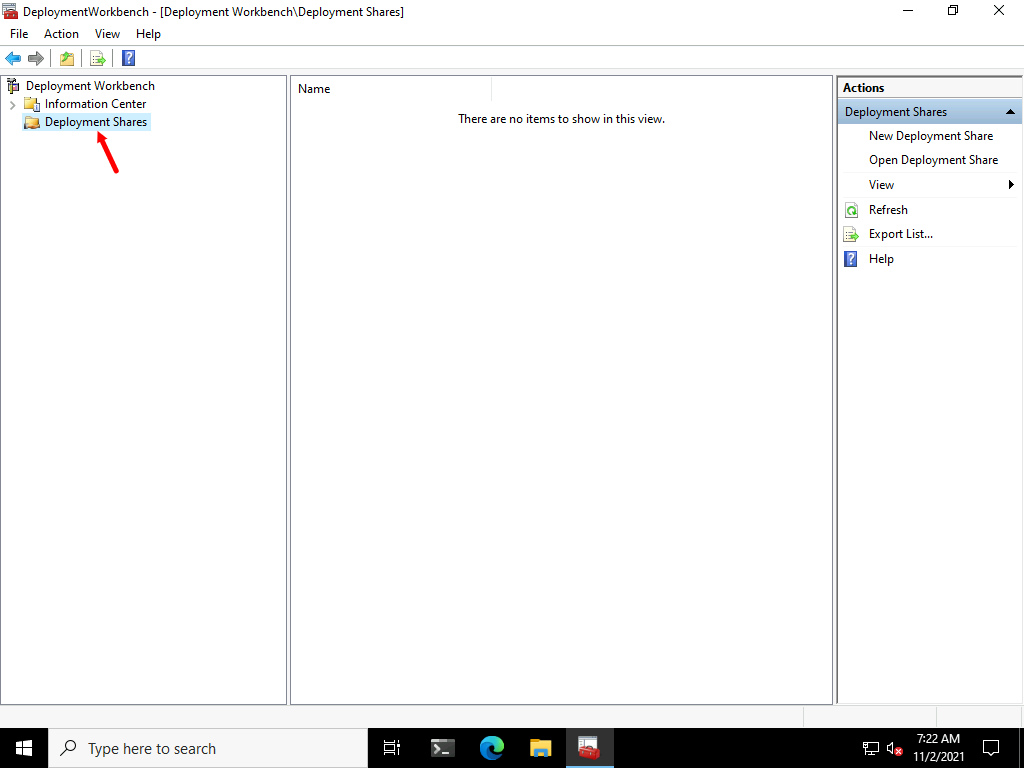 DeploymentWorkbench - [Deployment Workbench\Deployment Shares]
File Action View Help
Deployment Workbench
Information Center
Deployment Shares
Name
There are no items to show in this view.
Actions
Deployment Shares
New Deployment Share
Open Deployment Share
View
Refresh
Export List...
Help
Type here to search
7:22 AM
11/2/2021